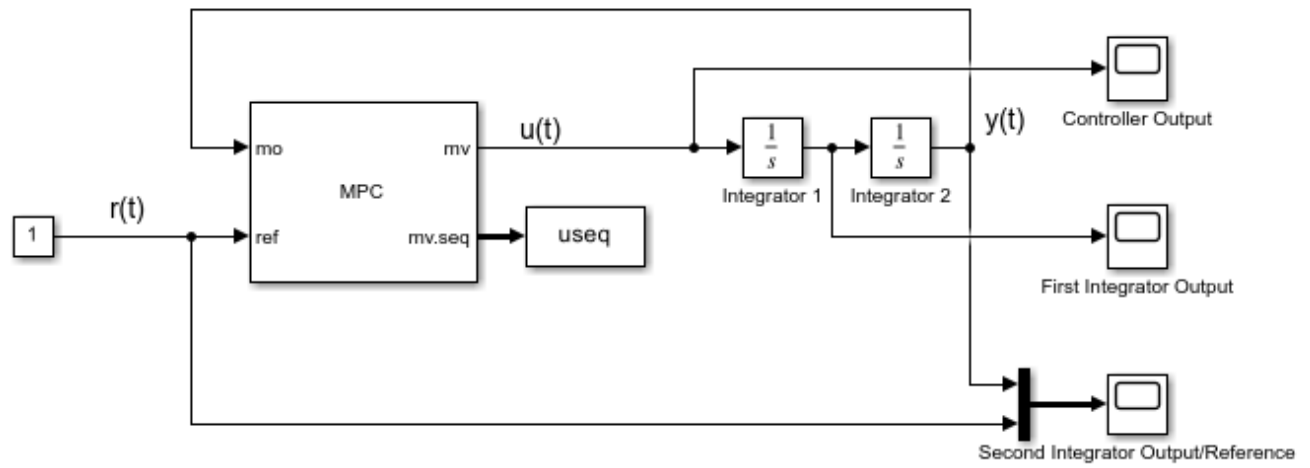 Controller Output
mo
mv
u(t)
1
s
1
s
y(t)
MPC
Integrator 1
Integrator 2
r(t)
1
ref
mv.seq
useq
First Integrator Output
Second Integrator Output/Reference